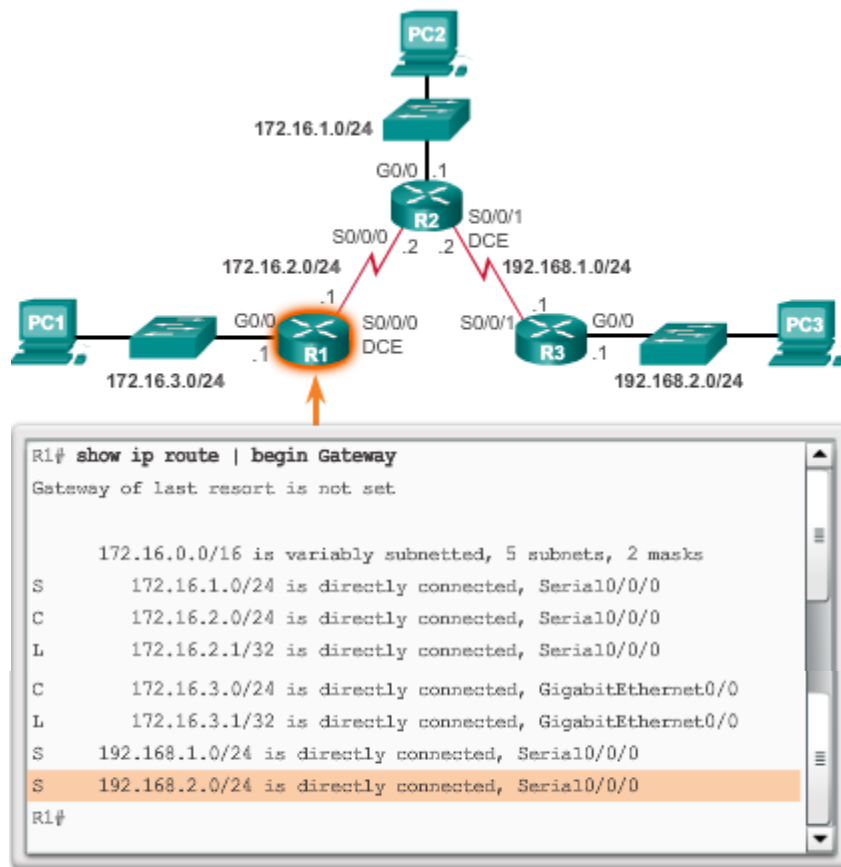 PC2
172.16.1.0/24
G0/0 .1
R2
S0/0/1
DCE
S0/0/0 .2 .2
172.16.2.0/24
192.168.1.0/24
.1
.1
PC1
G0/0
.1
R1
S0/0/0
DCE
S0/0/1
R3
G0/0
.1
PC3
172.16.3.0/24
192.168.2.0/24
R1# show ip route | begin Gateway
Gateway of last resort is not set
172.16.0.0/16 is variably subnetted, 5 subnets, 2 masks
S 172.16.1.0/24 is directly connected, Serial0/0/0
C 172.16.2.0/24 is directly connected, Serial0/0/0
L 172.16.2.1/32 is directly connected, Serial0/0/0
C 172.16.3.0/24 is directly connected, GigabitEthernet0/0
L 172.16.3.1/32 is directly connected, GigabitEthernet0/0
S 192.168.1.0/24 is directly connected, Serial0/0/0
S 192.168.2.0/24 is directly connected, Serial0/0/0
R1#